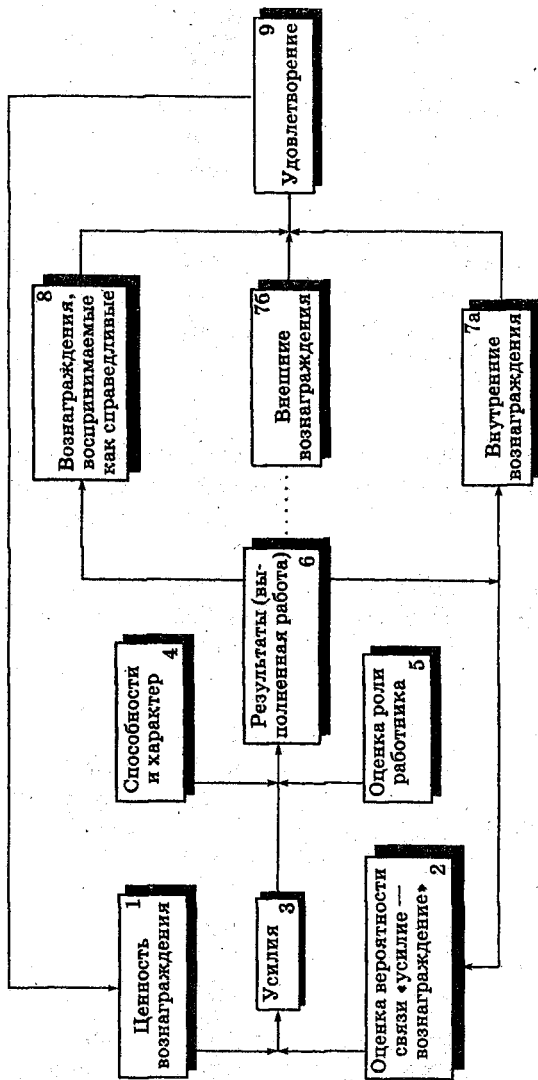 Ценность
вознаграждения
1
Оценка вероятности
связи «усилие —
вознаграждение»
2
Усилия
3
Способности
и характер
4
Оценка роли
работника
5
Результаты (вы-
полненная работа)
6
Внутренние
вознаграждения
7а
Внешние
вознаграждения
7б
Вознаграждения,
воспринимаемые
как справедливые
8
Удовлетворение
9